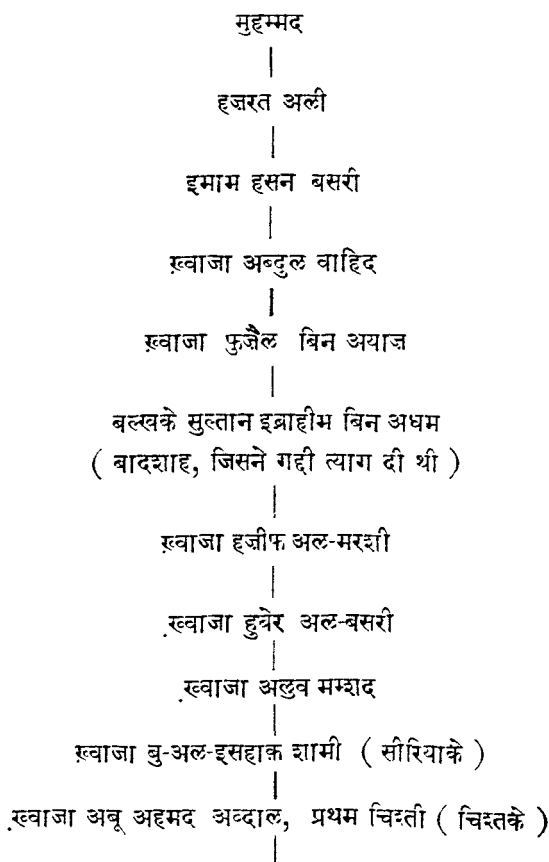 मुहम्मद
हज़रत अली
इमाम हसन बसरी
ख़्वाजा अब्दुल वाहिद
ख़्वाजा फुज़ैल बिन अयाज
बल्खके सुल्तान इब्राहीम बिन अधम
( बादशाह, जिसने गद्दी त्याग दी थी )
ख़्वाजा हज़ीफ अल-मरशी
ख़्वाजा हुबेर अल-बसरी
ख़्वाजा अलुव मम्शद
ख़्वाजा बु-अल-इसहाक़ शामी ( सीरियाके )
ख़्वाजा अबू अहमद अब्दाल, प्रथम चिश्ती ( चिश्तके )